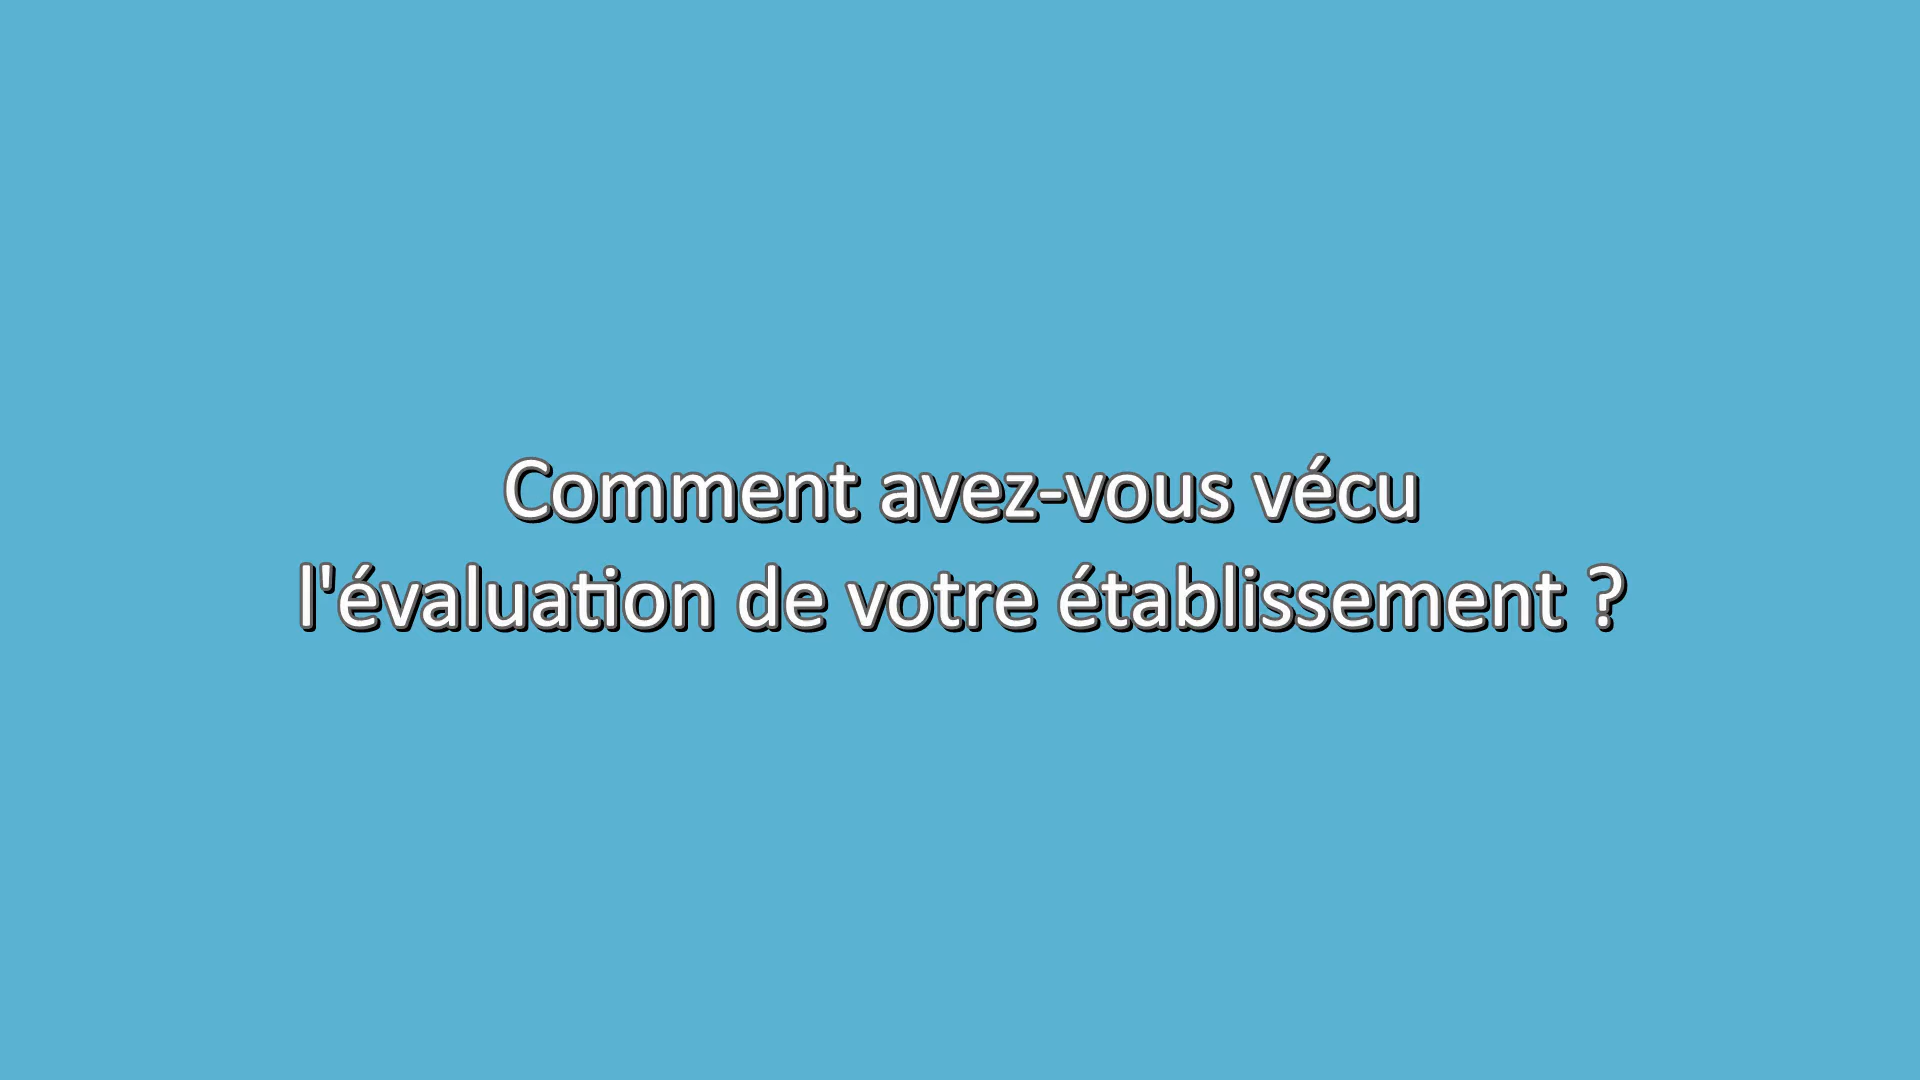 Comment avez-vous vécu
l'évaluation de votre établissement ?